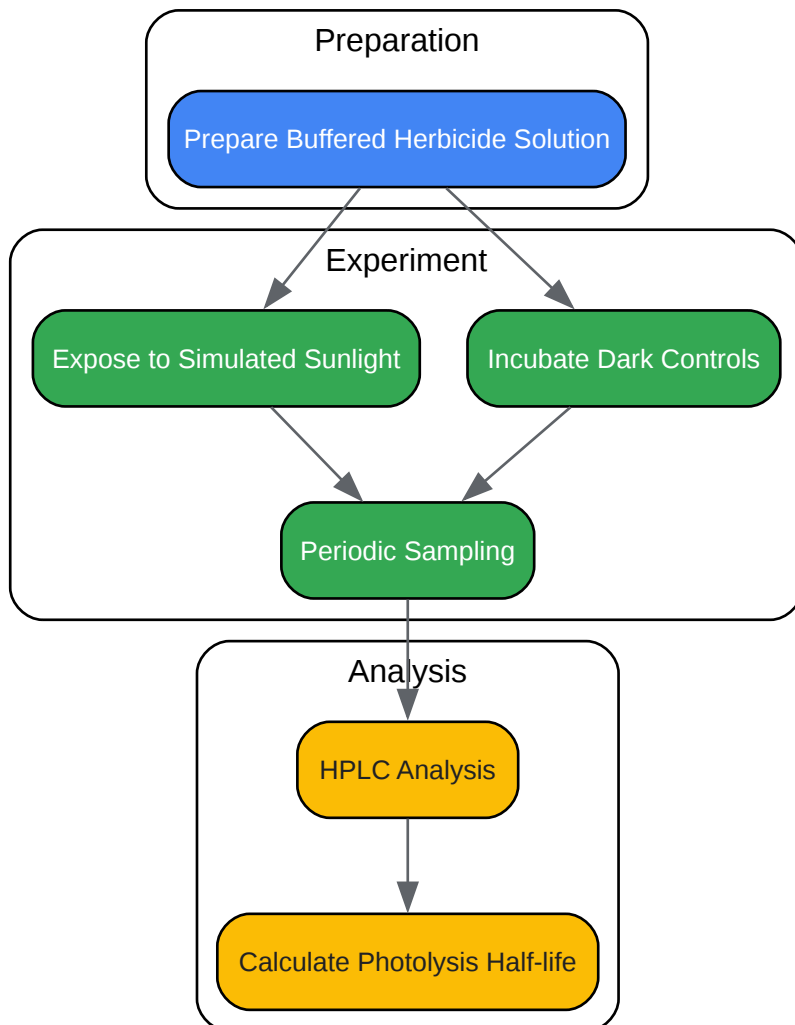 Preparation
Prepare Buffered Herbicide Solution
Experiment
Expose to Simulated Sunlight
Incubate Dark Controls
Periodic Sampling
Analysis
HPLC Analysis
Calculate Photolysis Half-life